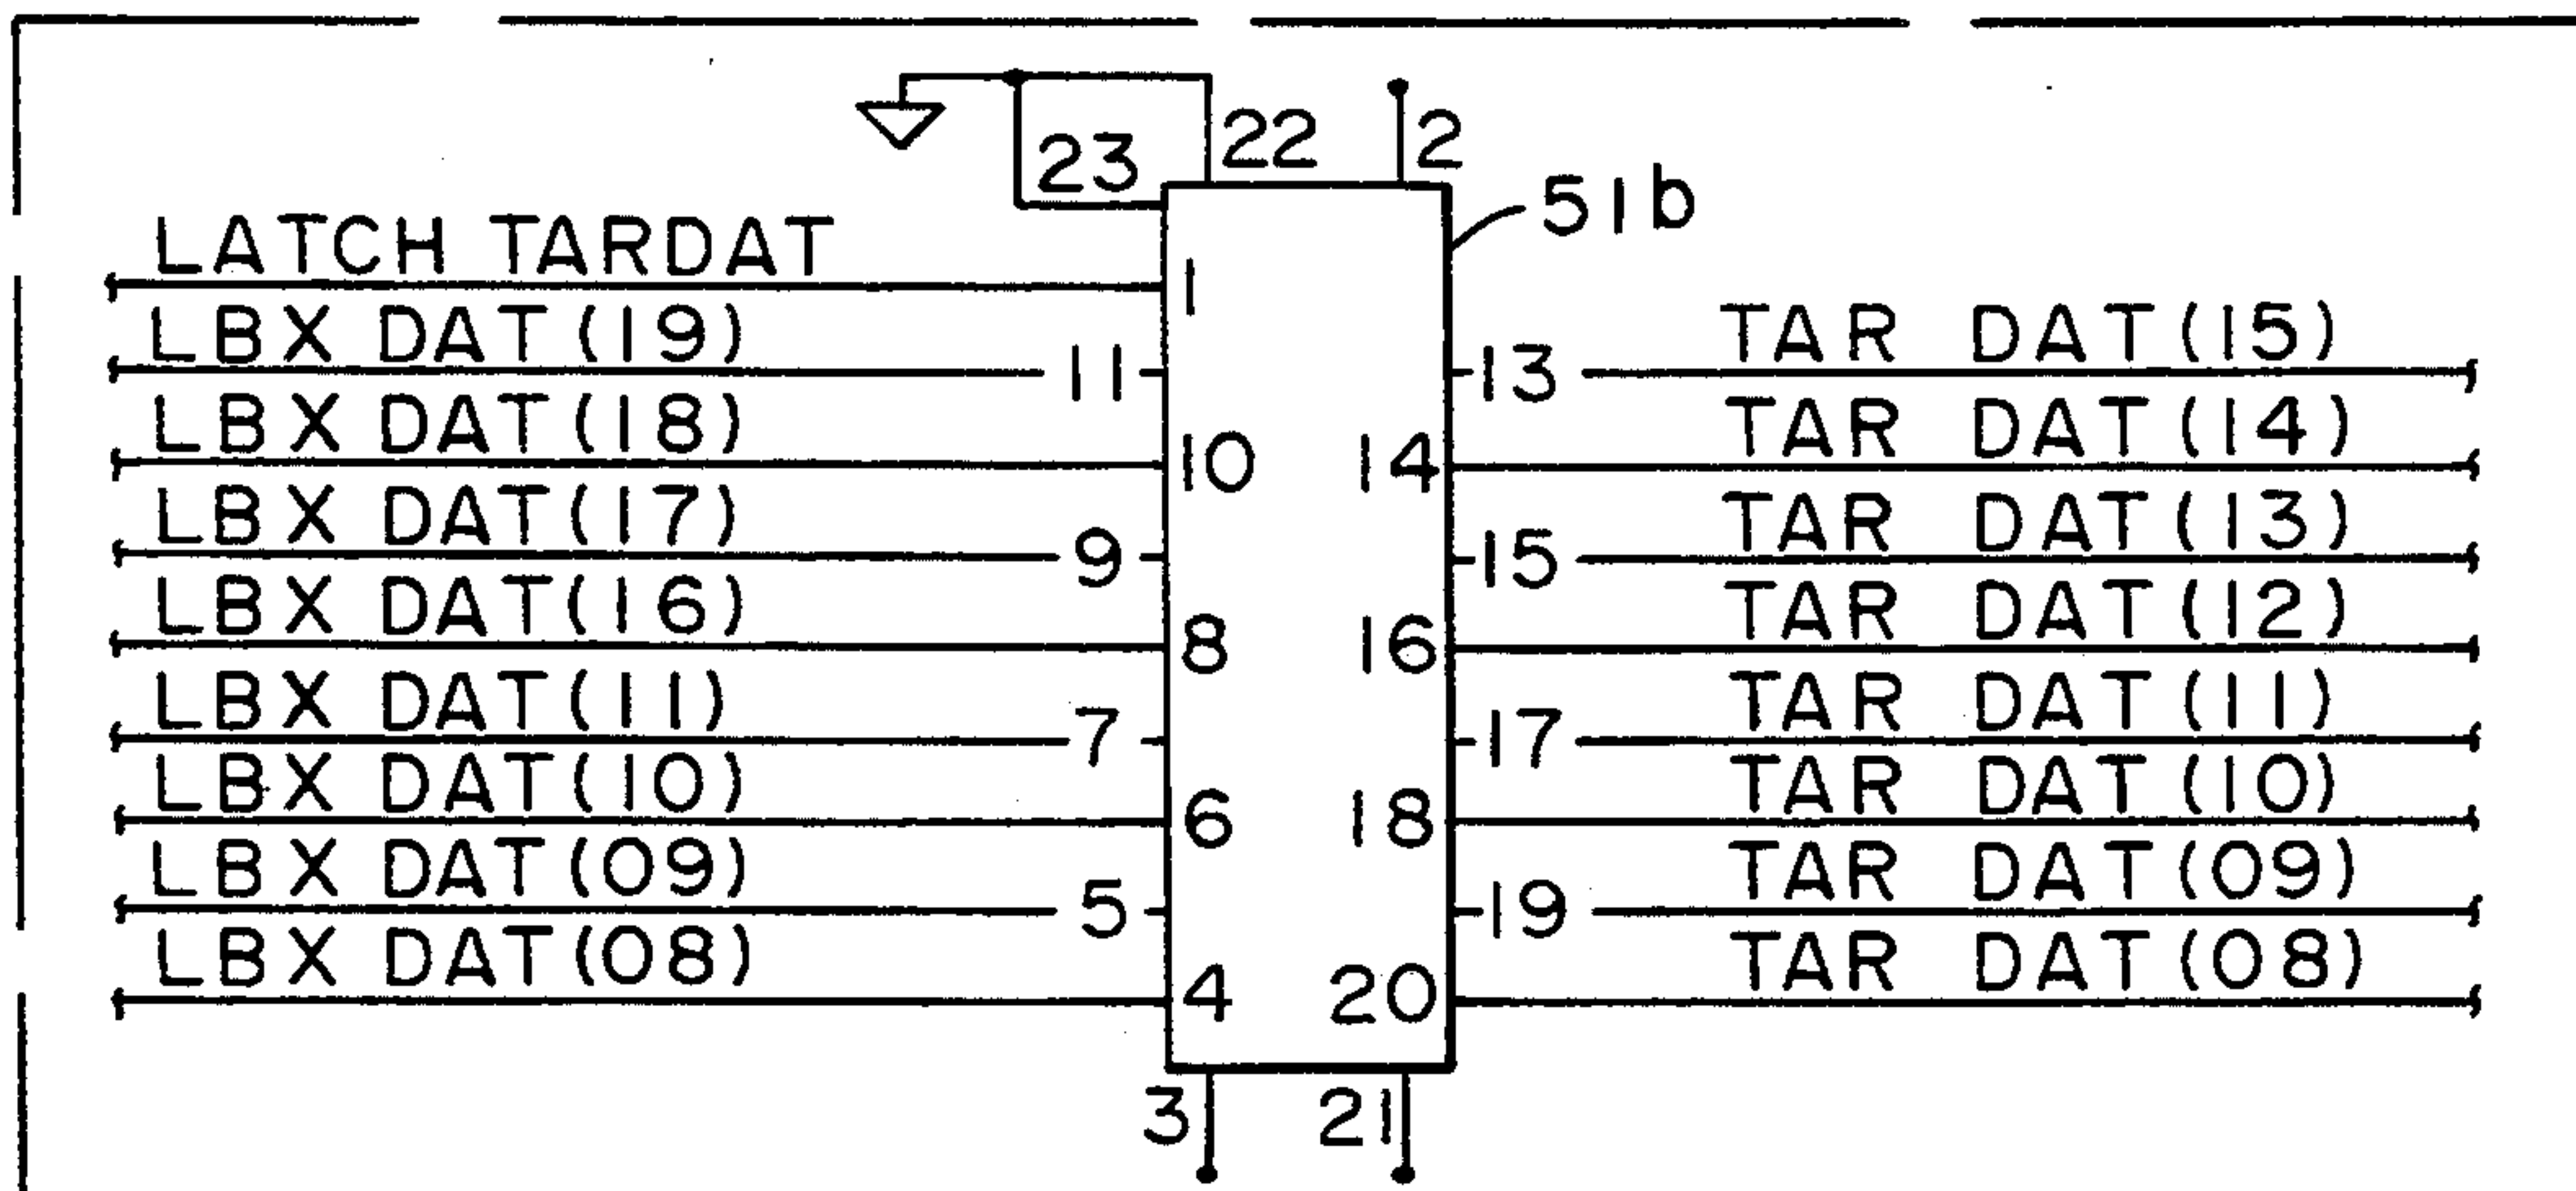 22 2
23
51b
LATCH TARDAT 1
LBX DAT(19) 11 13 TAR DAT(15)
LBX DAT(18) 10 14 TAR DAT(14)
LBX DAT(17) 9 15 TAR DAT(13)
LBX DAT(16) 8 16 TAR DAT(12)
LBX DAT(11) 7 17 TAR DAT(11)
LBX DAT(10) 6 18 TAR DAT(10)
LBX DAT(09) 5 19 TAR DAT(09)
LBX DAT(08) 4 20 TAR DAT(08)
3 21